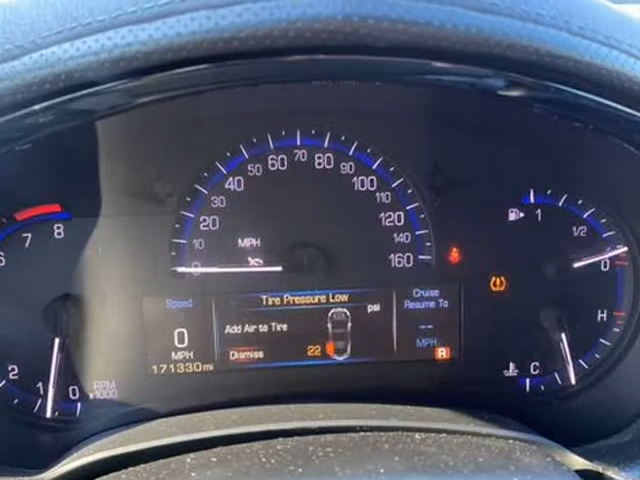 6 7 8
2 1 0
RPM
x1000
0 10 20 30 40 50 60 70 80 90 100 110 120 140 160
MPH
Speed
0
MPH
171330mi
Tire Pressure Low
psi
Add Air to Tire
Dismiss
22
Cruise
Resume To
---
MPH
R
1 1/2 0
H
C